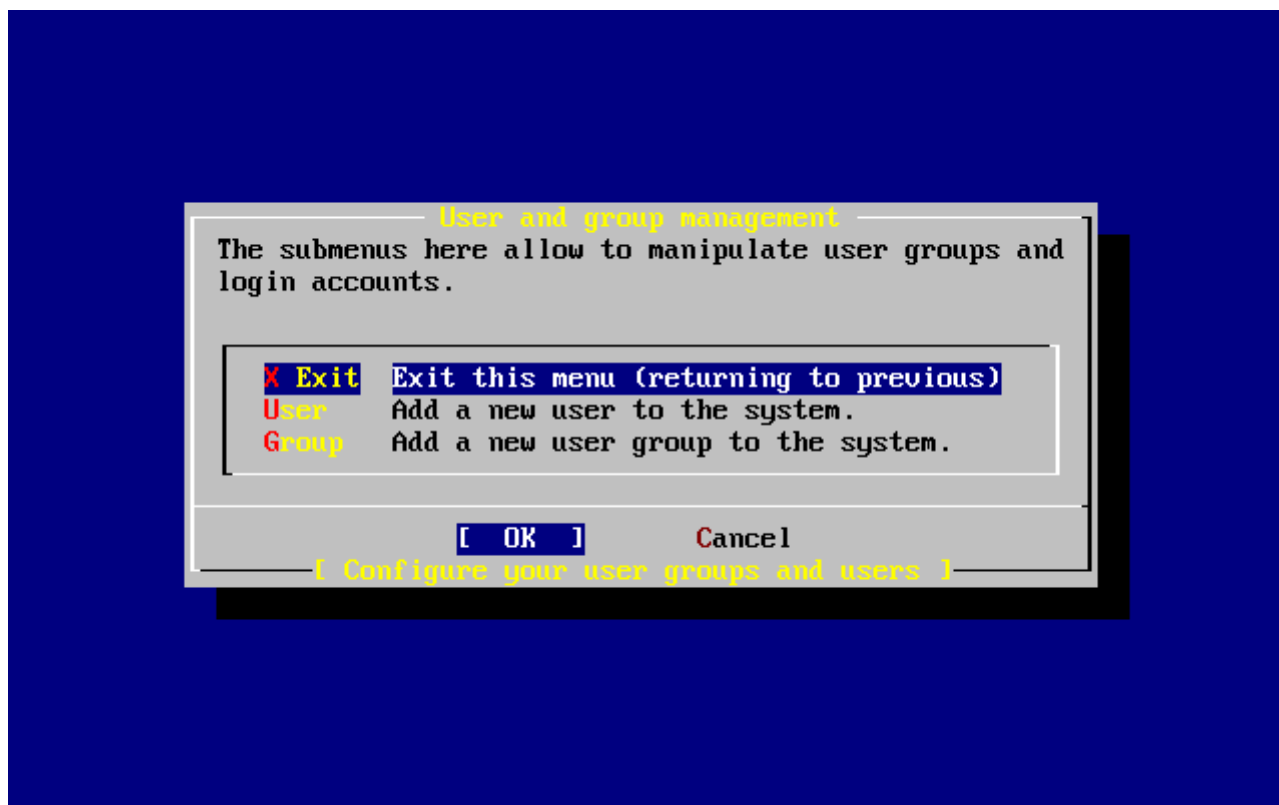 User and group management
The submenus here allow to manipulate user groups and
login accounts.
X Exit Exit this menu (returning to previous)
User Add a new user to the system.
Group Add a new user group to the system.
[ OK ] Cancel
[ Configure your user groups and users ]